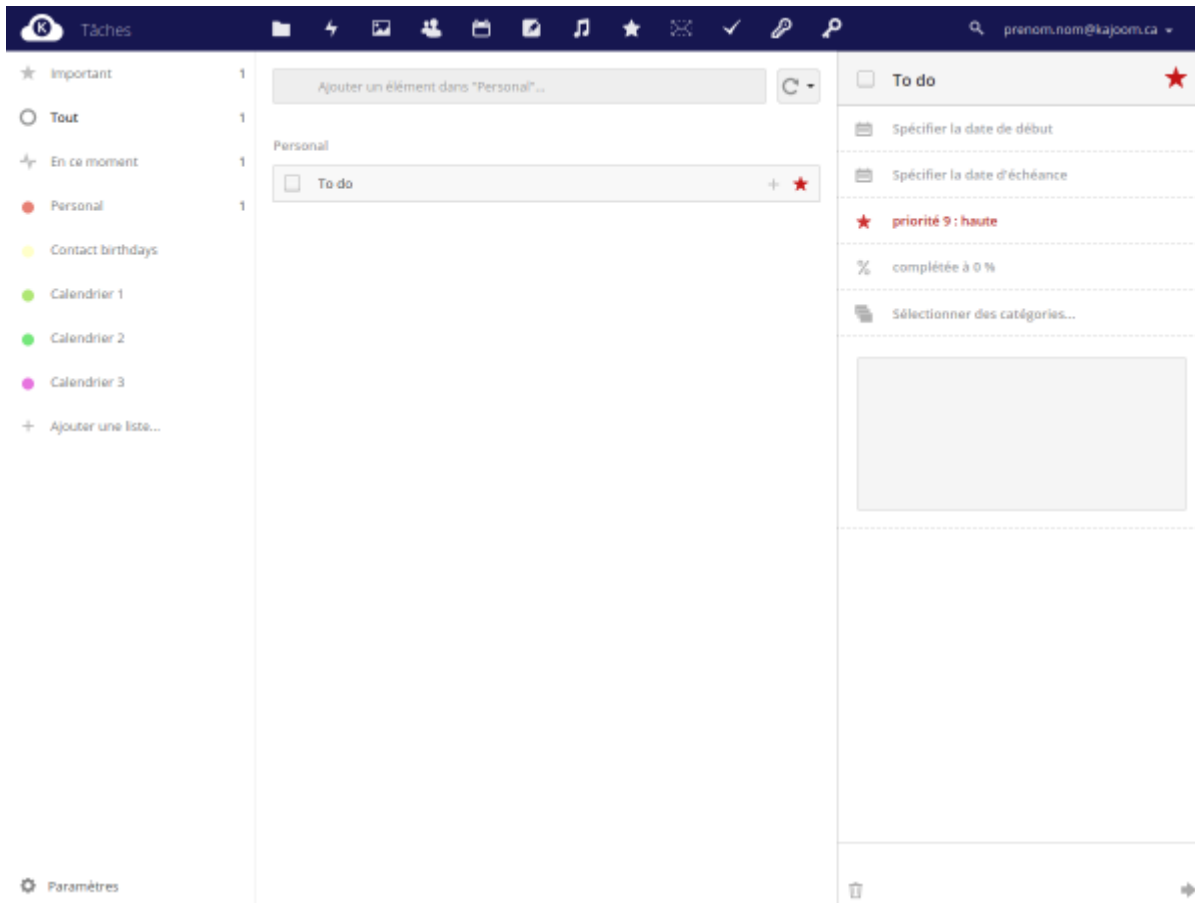 K
Tâches
prenom.nom@kajoom.ca
Important 1
Tout 1
En ce moment 1
Personal 1
Contact birthdays
Calendrier 1
Calendrier 2
Calendrier 3
Ajouter une liste...
Paramètres
Ajouter un élément dans "Personal"...
Personal
To do
To do
Spécifier la date de début
Spécifier la date d'échéance
priorité 9 : haute
% complétée à 0 %
Sélectionner des catégories...